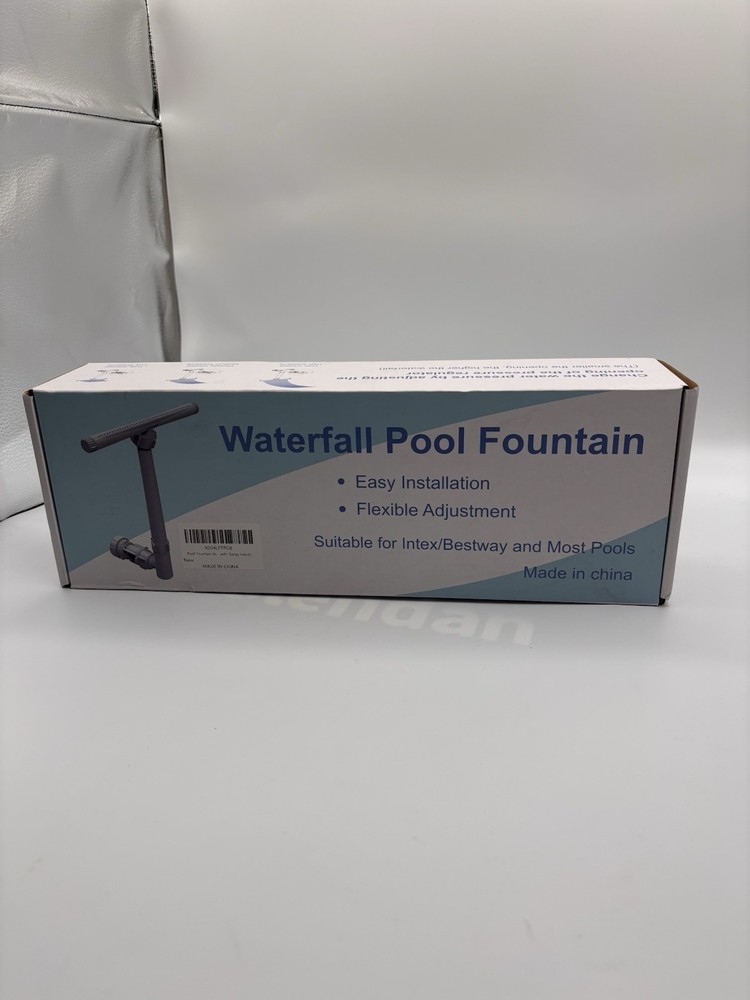 Change the water pressure by adjusting the
opening of the pressure regulator
(The smaller the opening, the higher the waterfall)
Waterfall Pool Fountain
• Easy Installation
• Flexible Adjustment
Suitable for Intex/Bestway and Most Pools
Made in china
New
MADE IN CHINA